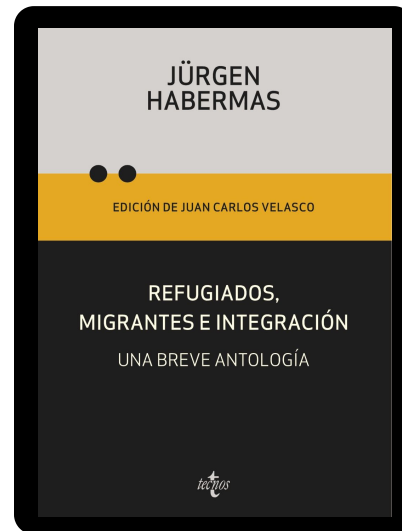 JÜRGEN
HABERMAS
EDICIÓN DE JUAN CARLOS VELASCO
REFUGIADOS,
MIGRANTES E INTEGRACIÓN
UNA BREVE ANTOLOGÍA
tecnos